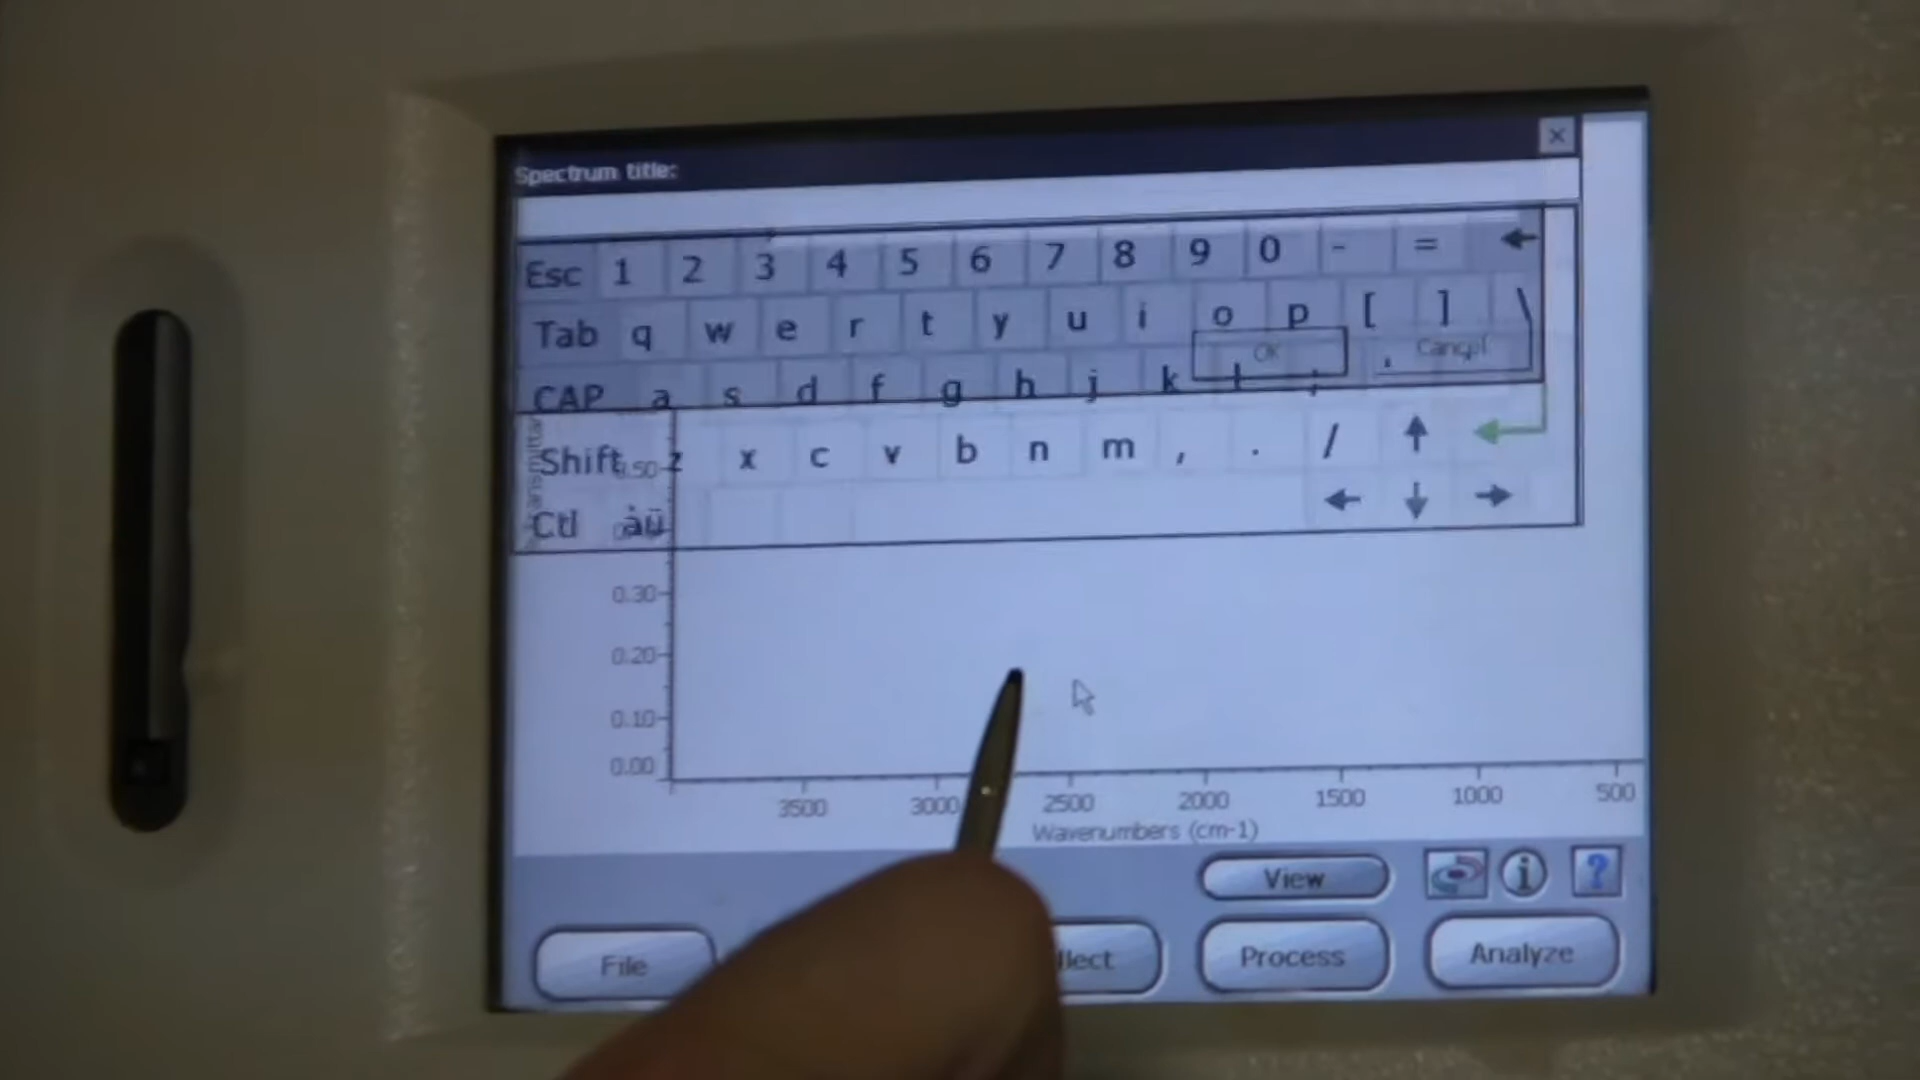 Spectrum title:
Esc 1 2 3 4 5 6 7 8 9 0 - =
Tab q w e r t y u i o p [ ] \
OK Cancel
CAP a s d f g h j k l ; '
Shift z x c v b n m , . /
0.50
Ctl àü
0.30
0.20
0.10
0.00
3500 3000 2500 2000 1500 1000 500
Wavenumbers (cm-1)
View i ?
File llect Process Analyze